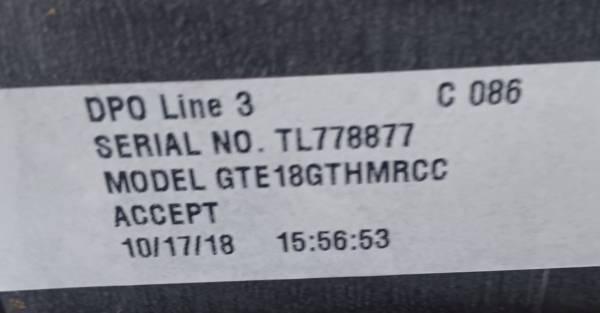 DPO Line 3 C 086
SERIAL NO. TL778877
MODEL GTE18GTHMRCC
ACCEPT
10/17/18 15:56:53